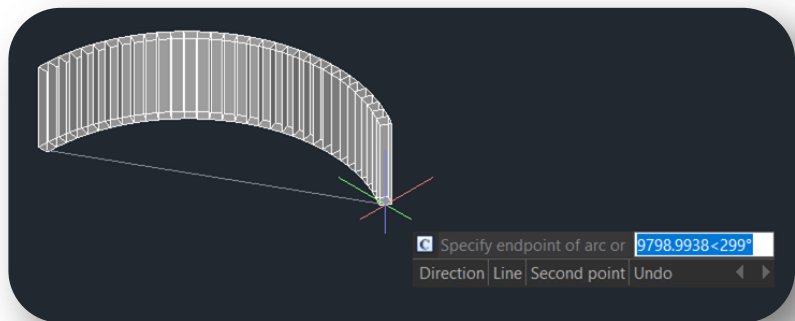 C Specify endpoint of arc or 9798.9938<299°
Direction Line Second point Undo